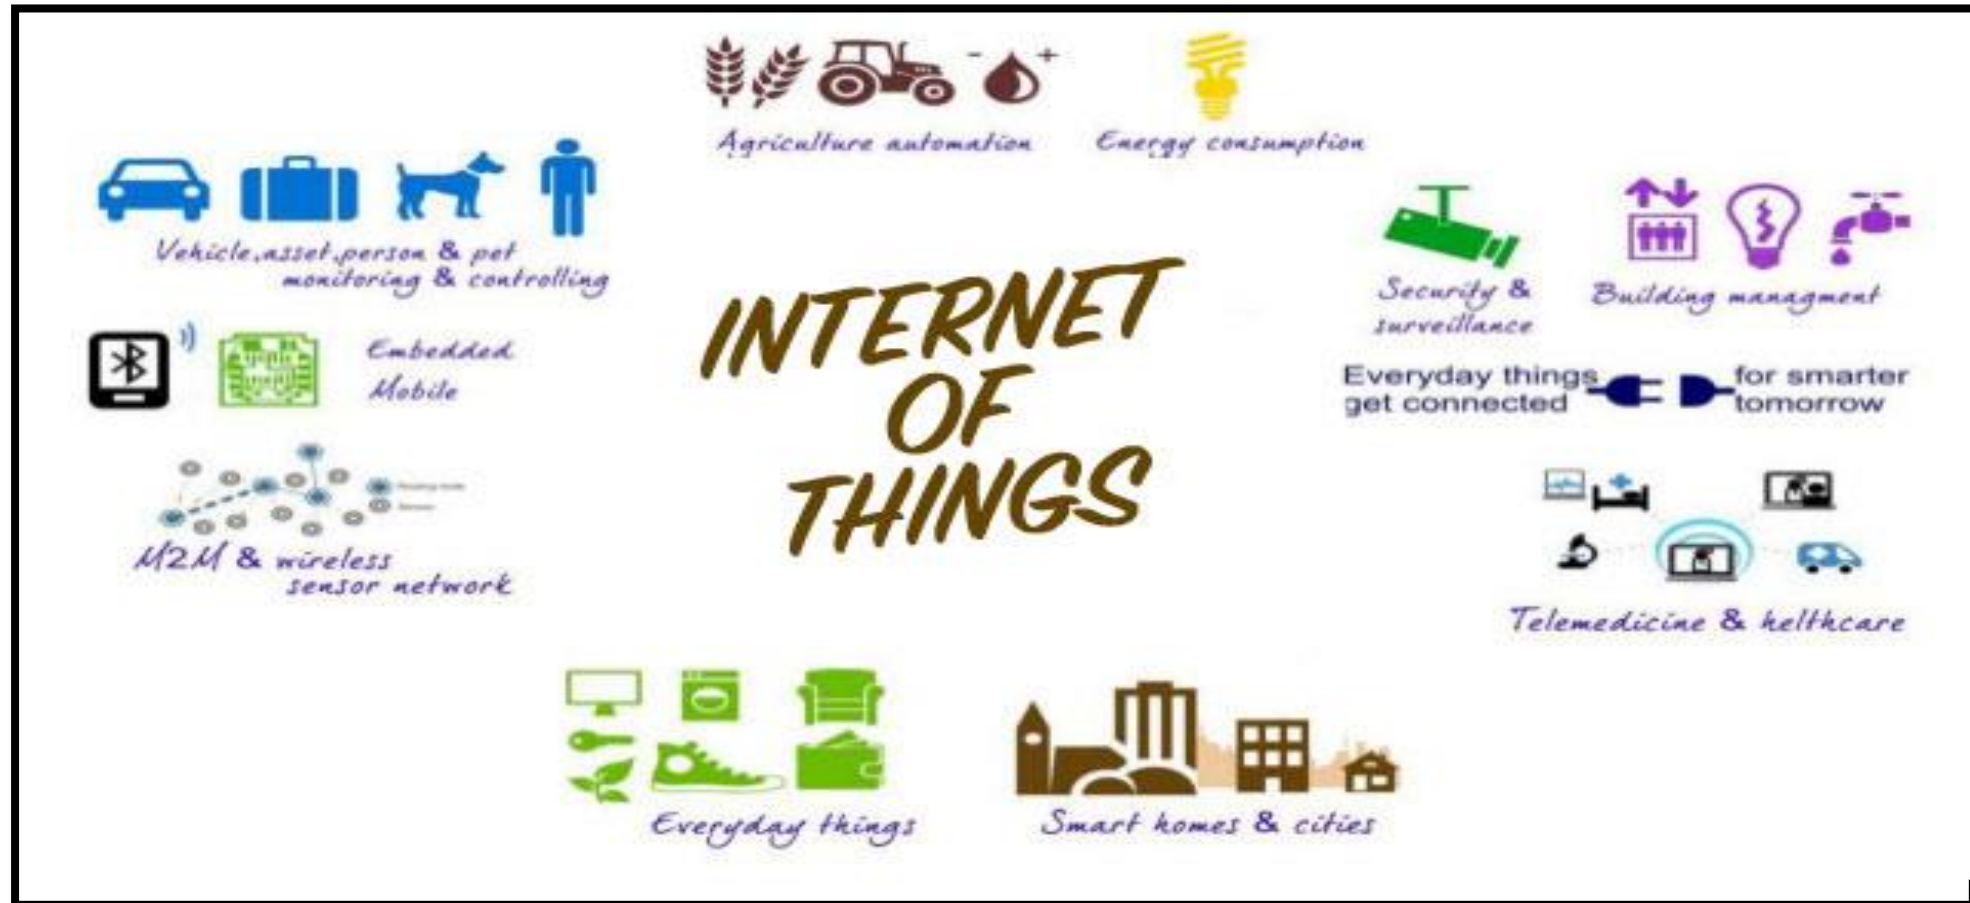 Agriculture automation
Energy consumption
Vehicle,asset,person & pet
monitoring & controlling
Security &
surveillance
Building managment
Embedded
Mobile
INTERNET
OF
THINGS
Everyday things
get connected
for smarter
tomorrow
M2M & wireless
sensor network
Telemedicine & helthcare
Everyday things
Smart homes & cities